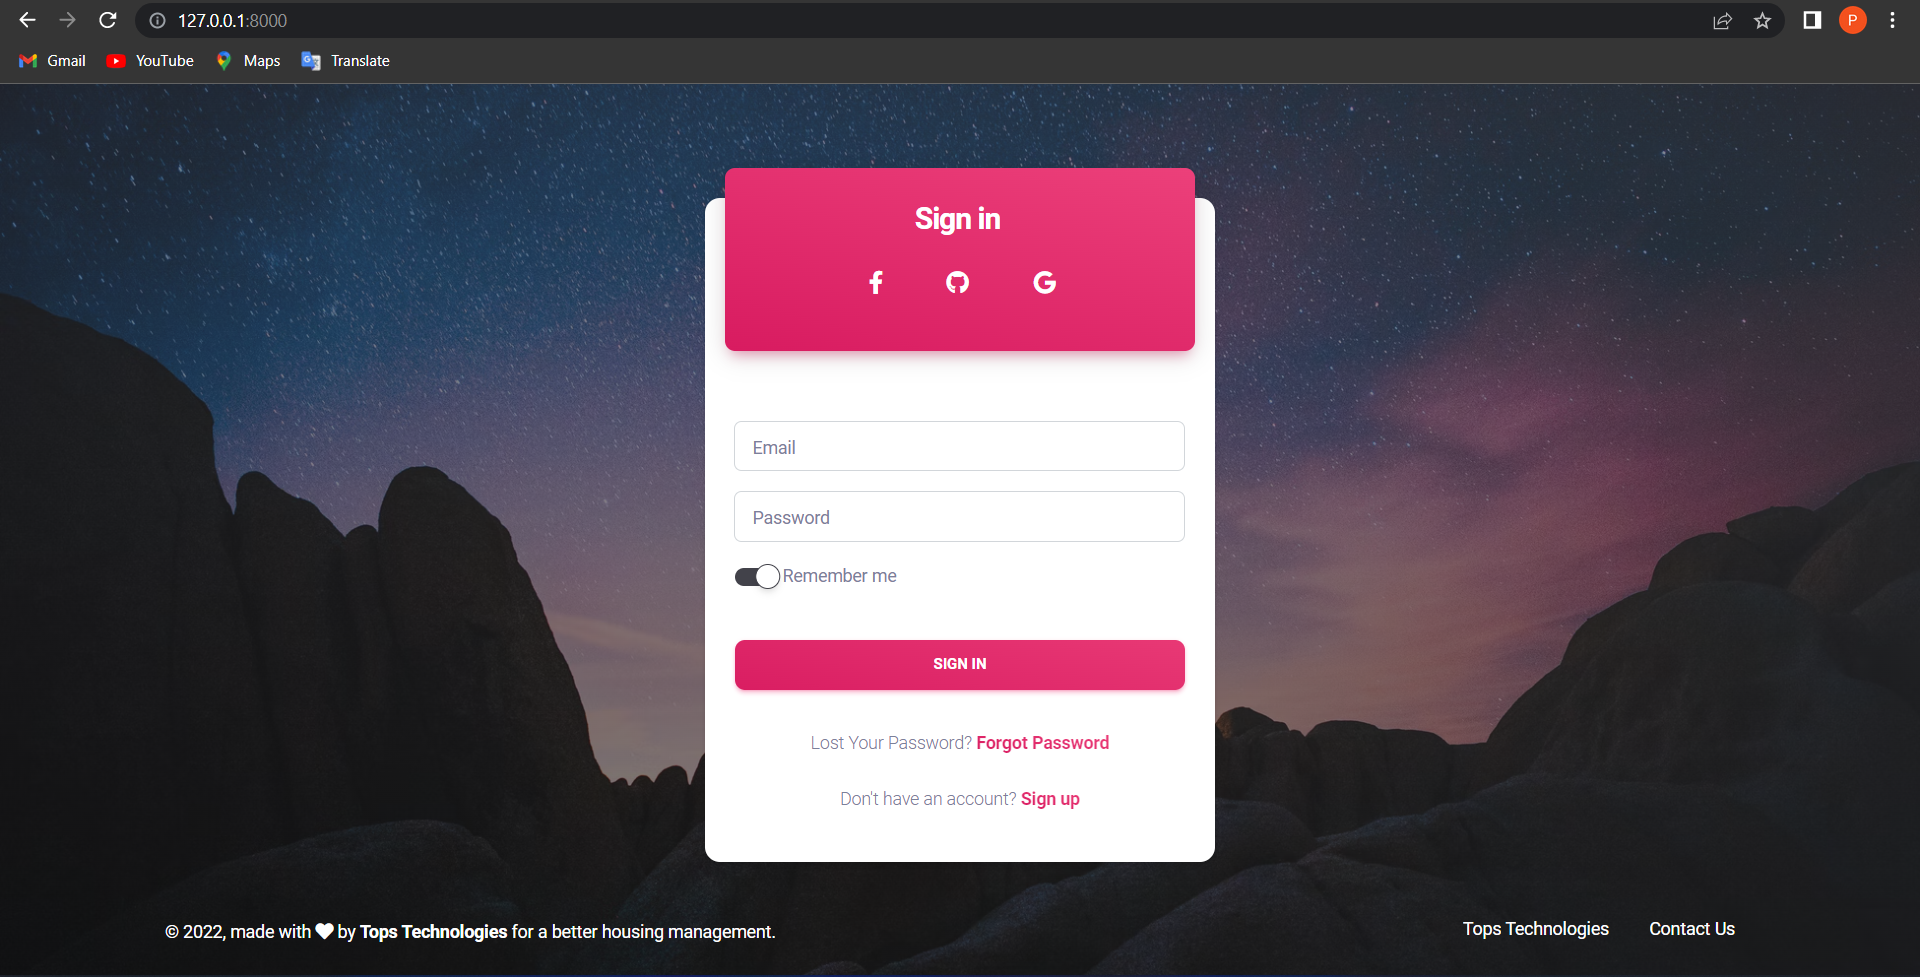 127.0.0.1:8000
P
Gmail
YouTube
Maps
Translate
Sign in
Email
Password
Remember me
SIGN IN
Lost Your Password? Forgot Password
Don't have an account? Sign up
© 2022, made with by Tops Technologies for a better housing management.
Tops Technologies
Contact Us